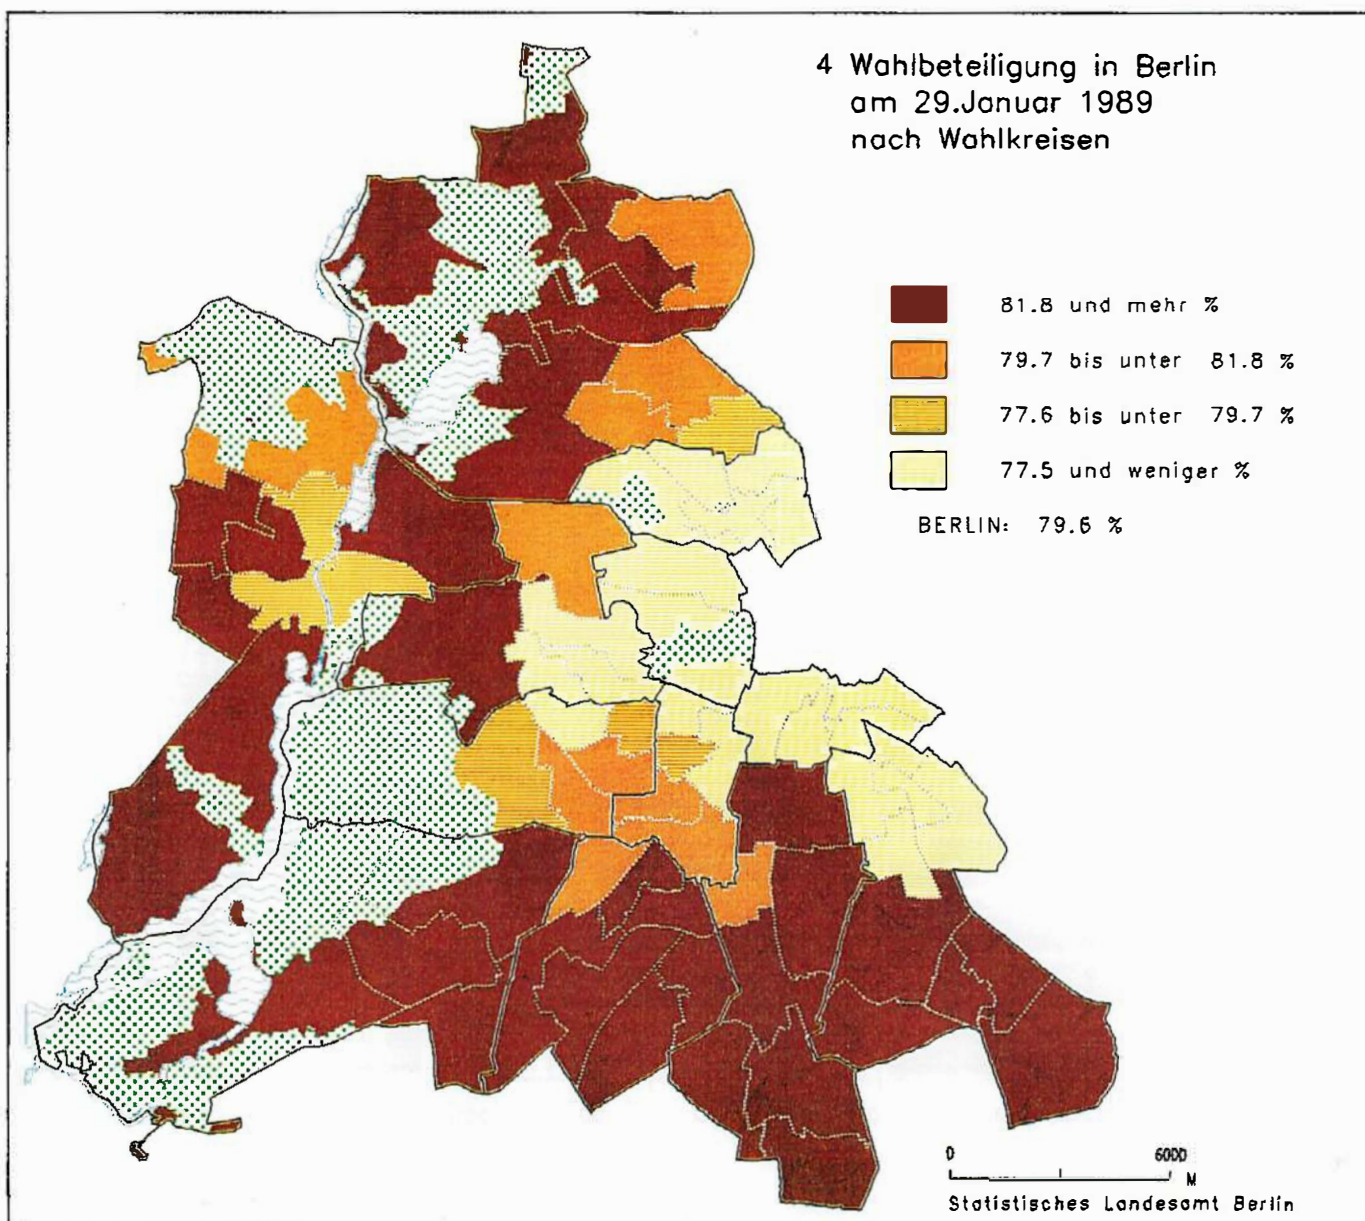 4 Wahlbeteiligung in Berlin
am 29.Januar 1989
nach Wahlkreisen
81.8 und mehr %
79.7 bis unter 81.8 %
77.6 bis unter 79.7 %
77.5 und weniger %
BERLIN: 79.6 %
0 6000
M
Statistisches Landesamt Berlin